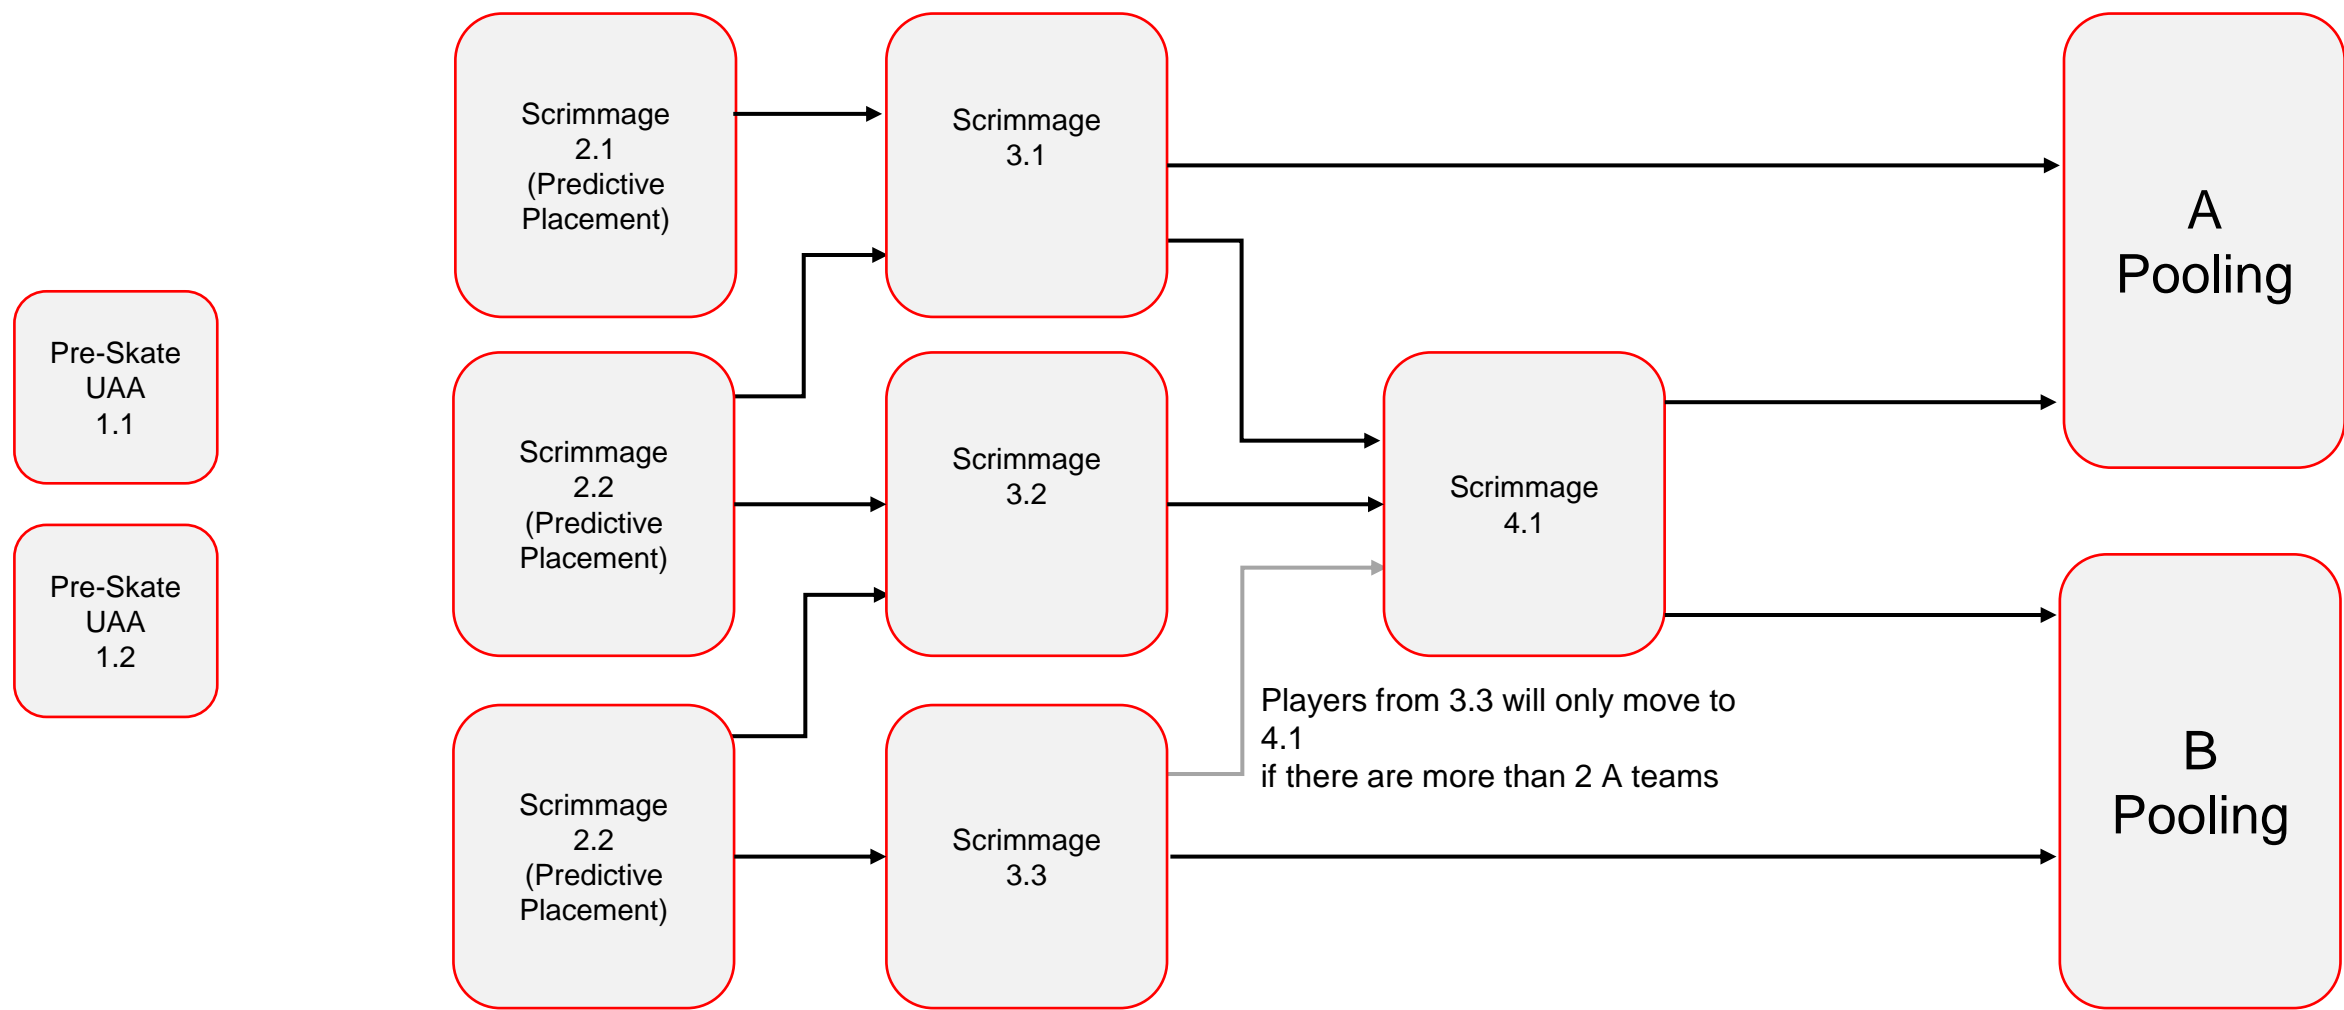 Pre-Skate
UAA
1.1
Pre-Skate
UAA
1.2
Scrimmage
2.1
(Predictive
Placement)
Scrimmage
2.2
(Predictive
Placement)
Scrimmage
2.2
(Predictive
Placement)
Scrimmage
3.1
Scrimmage
3.2
Scrimmage
3.3
Scrimmage
4.1
Players from 3.3 will only move to
4.1
if there are more than 2 A teams
A
Pooling
B
Pooling